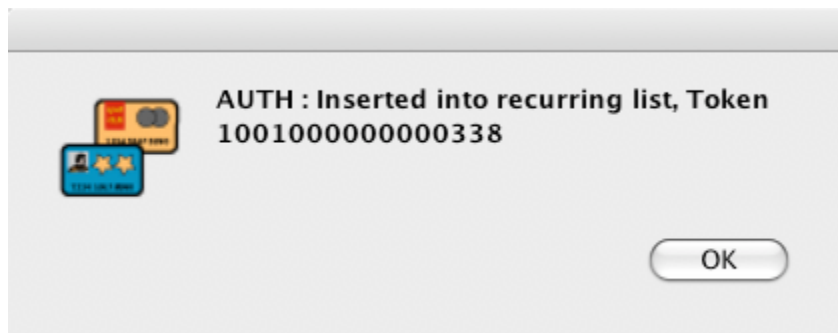 AUTH : Inserted into recurring list, Token
1001000000000338
OK